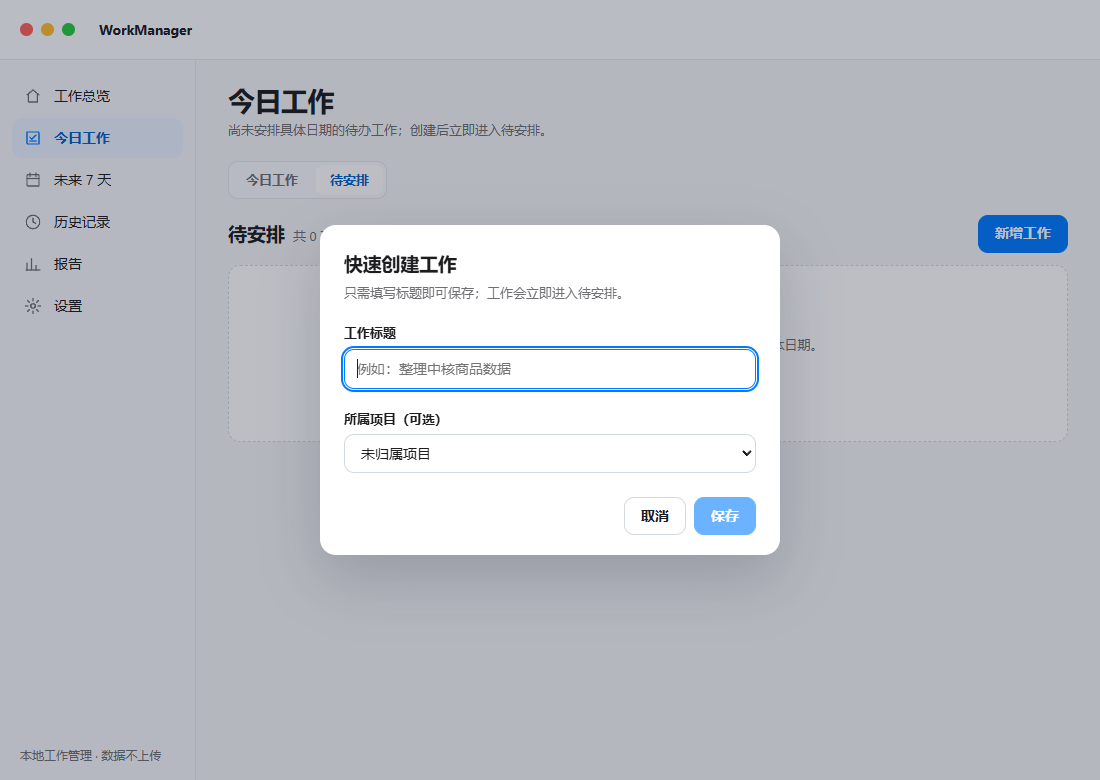 WorkManager
工作总览
今日工作
未来 7 天
历史记录
报告
设置
本地工作管理 · 数据不上传
今日工作
尚未安排具体日期的待办工作；创建后立即进入待安排。
今日工作
待安排
待安排 共 0
新增工作
日期。
快速创建工作
只需填写标题即可保存；工作会立即进入待安排。
工作标题
例如：整理中核商品数据
所属项目（可选）
未归属项目
取消
保存